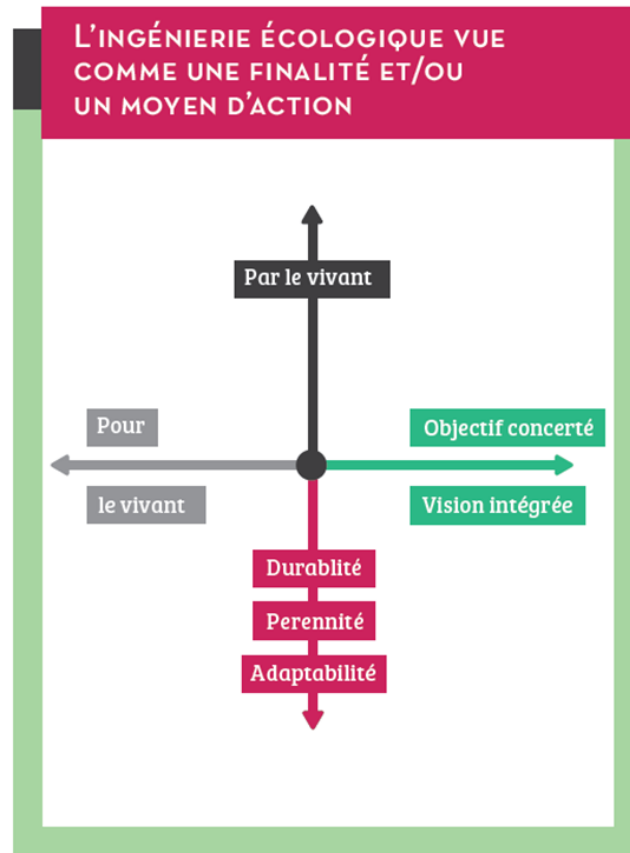 L'INGÉNIERIE ÉCOLOGIQUE VUE
COMME UNE FINALITÉ ET/OU
UN MOYEN D'ACTION
Par le vivant
Pour
le vivant
Objectif concerté
Vision intégrée
Durablité
Perennité
Adaptabilité